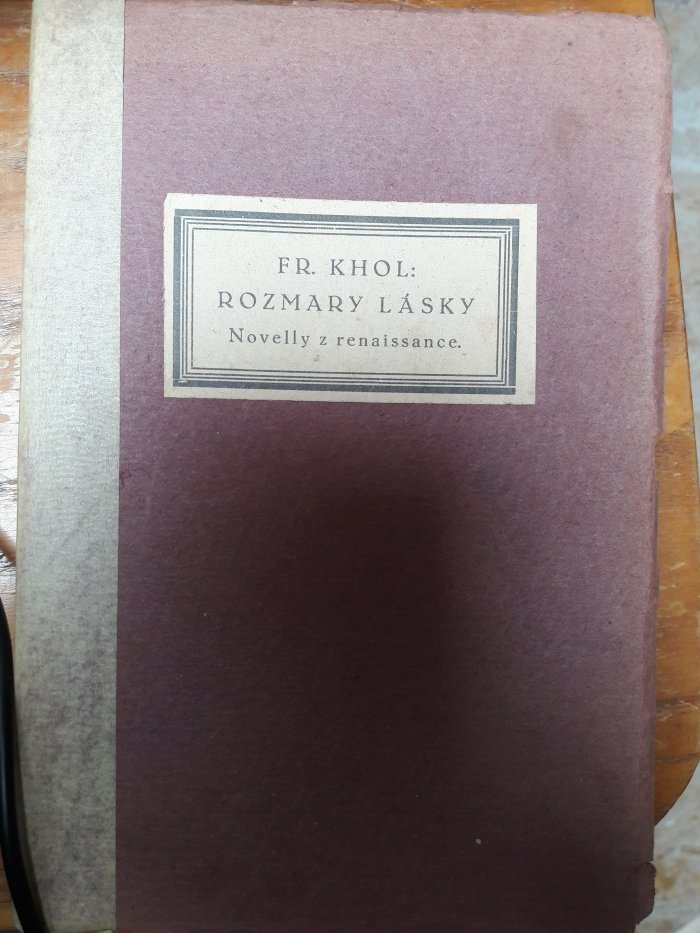 FR. KHOL:
ROZMARY LÁSKY
Novelly z renaissance.